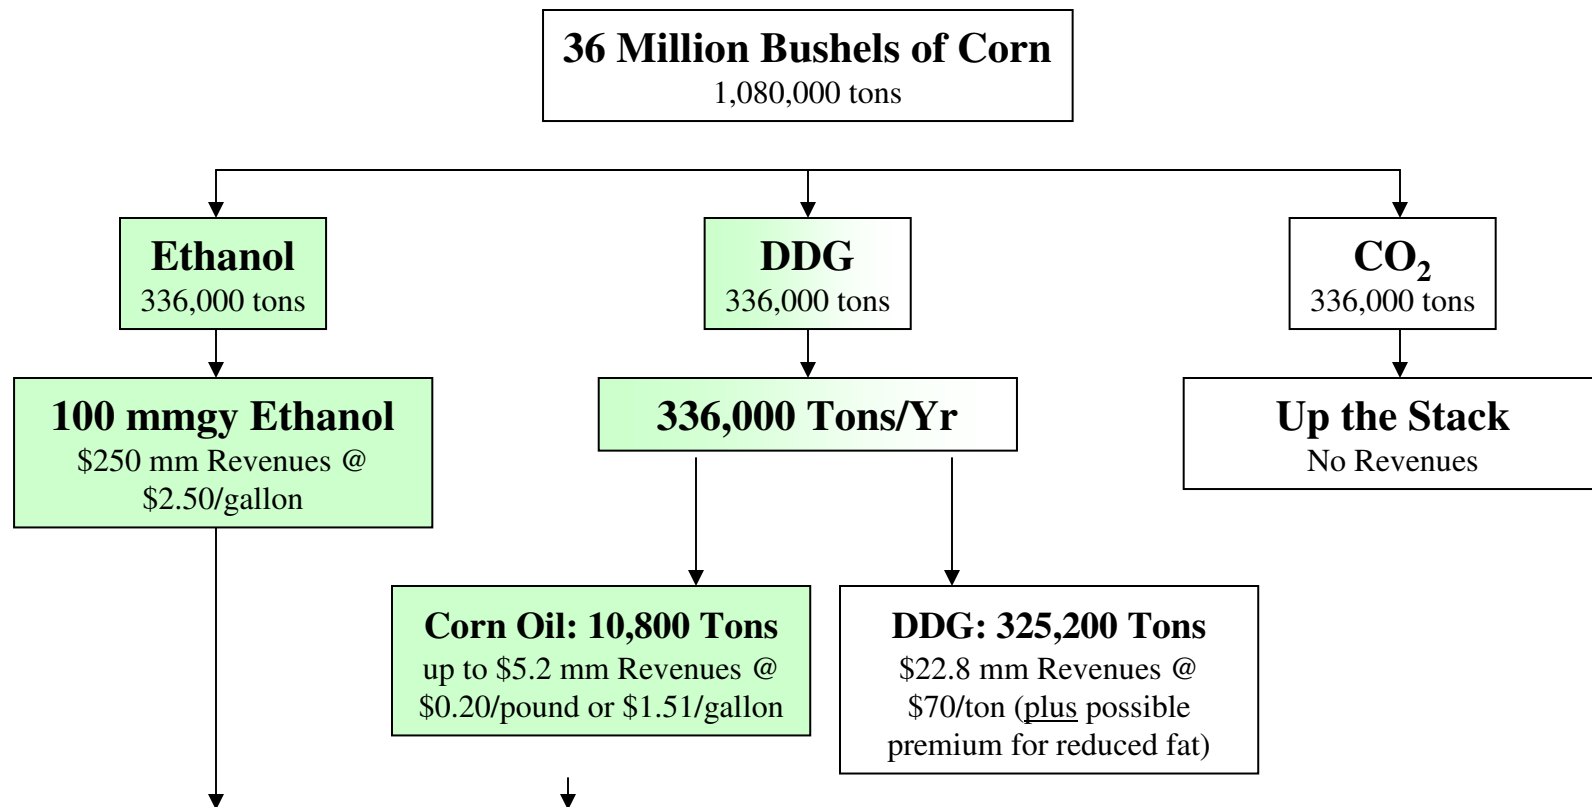 36 Million Bushels of Corn
1,080,000 tons
Ethanol
336,000 tons
DDG
336,000 tons
CO₂
336,000 tons
100 mmgy Ethanol
$250 mm Revenues @
$2.50/gallon
336,000 Tons/Yr
Up the Stack
No Revenues
Corn Oil: 10,800 Tons
up to $5.2 mm Revenues @
$0.20/pound or $1.51/gallon
DDG: 325,200 Tons
$22.8 mm Revenues @
$70/ton (plus possible
premium for reduced fat)